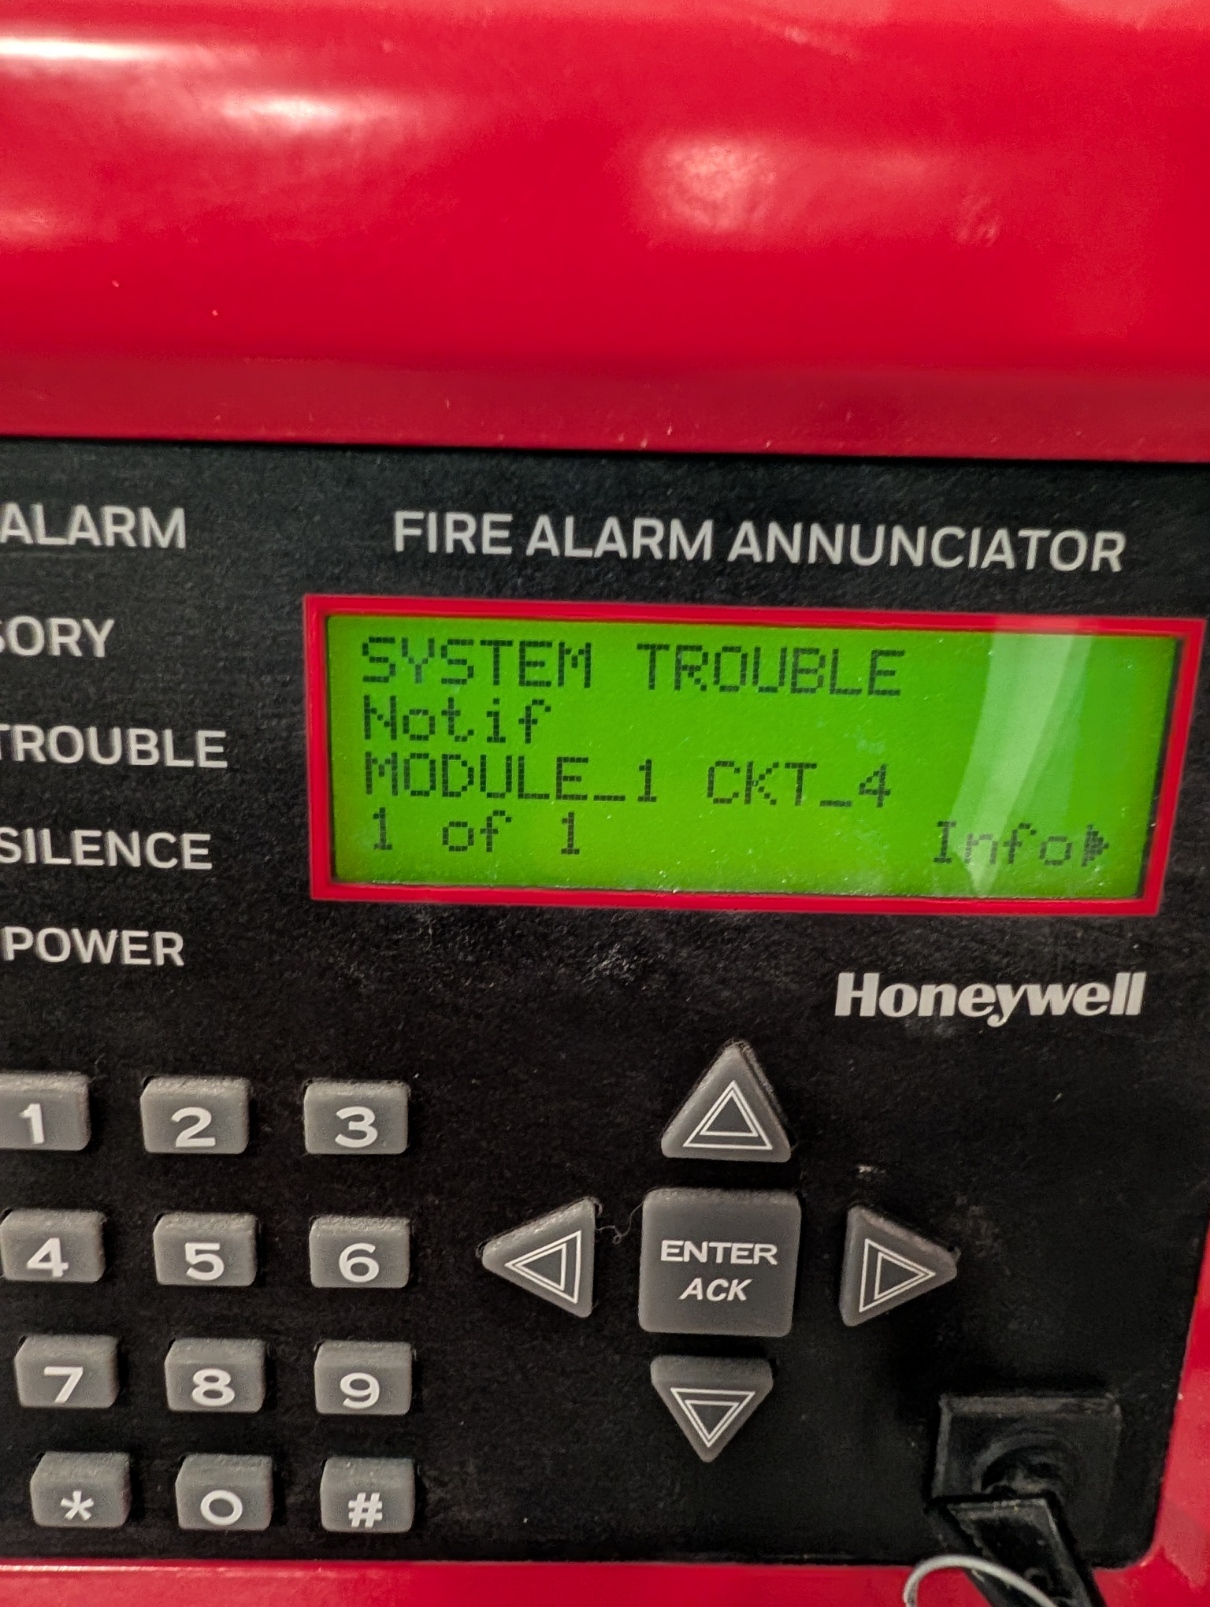 ALARM
FIRE ALARM ANNUNCIATOR
SORY
TROUBLE
SILENCE
POWER
SYSTEM TROUBLE
Notif
MODULE_1 CKT_4
1 of 1 Info
Honeywell
1 2 3
4 5 6
7 8 9
* 0 #
ENTER
ACK